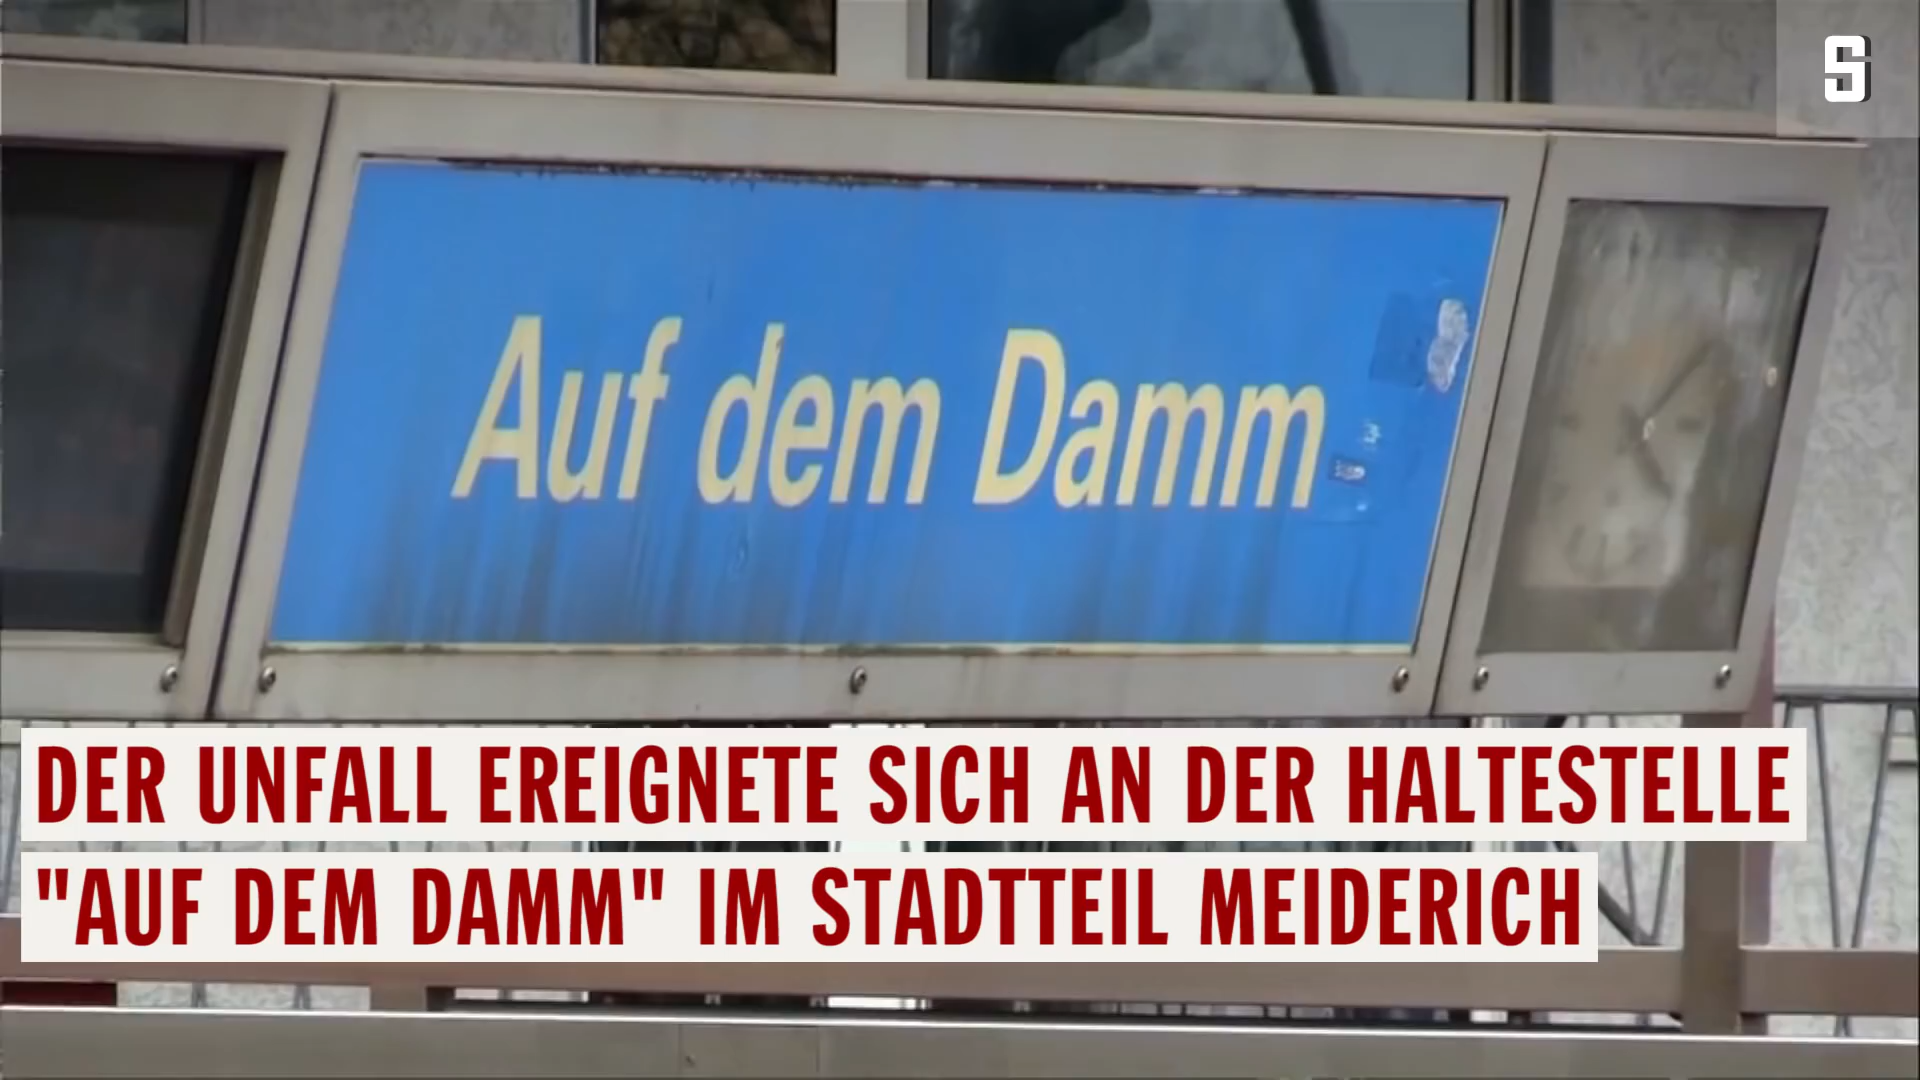 S
Auf dem Damm
DER UNFALL EREIGNETE SICH AN DER HALTESTELLE
"AUF DEM DAMM" IM STADTTEIL MEIDERICH